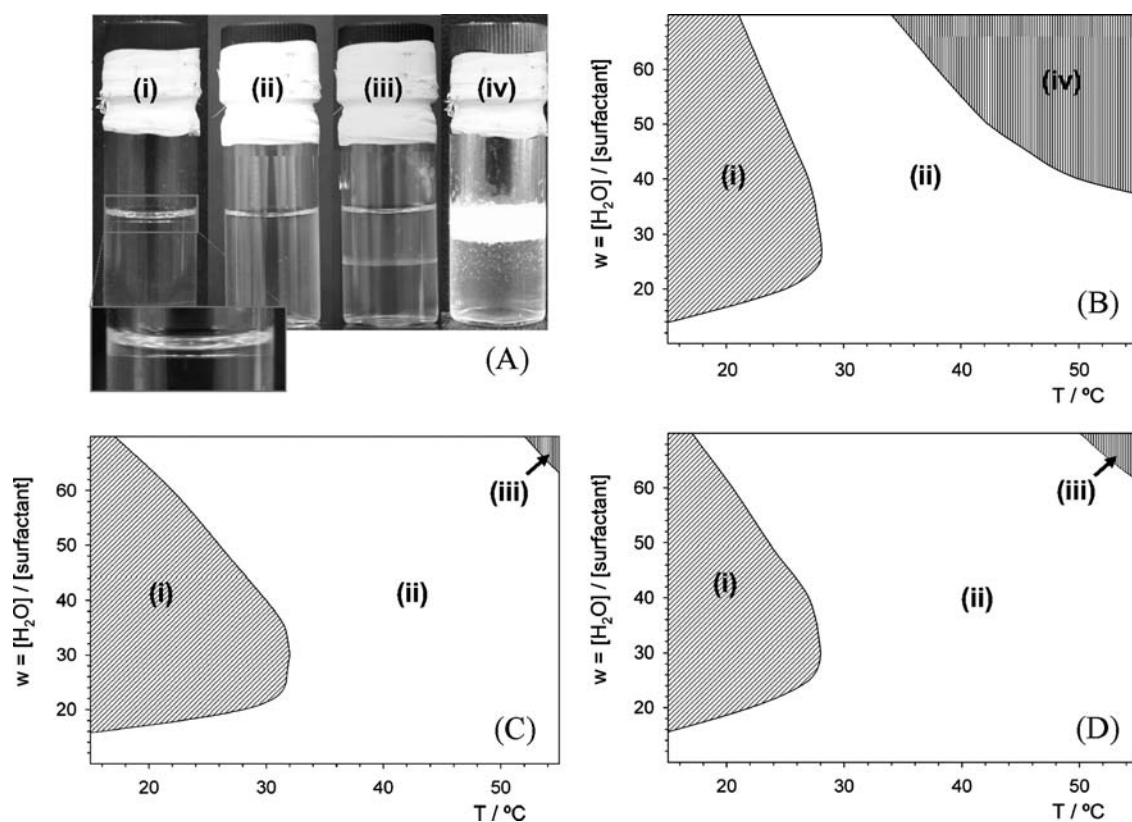 (i) (ii) (iii) (iv)
(A)
w = [H₂O] / [surfactant]
60
50
40
30
20
(i)
(ii)
(iv)
(B)
20 30 40 50
T / ºC
w = [H₂O] / [surfactant]
60
50
40
30
20
(i)
(ii)
(iii)
(C)
20 30 40 50
T / ºC
w = [H₂O] / [surfactant]
60
50
40
30
20
(i)
(ii)
(iii)
(D)
20 30 40 50
T / ºC